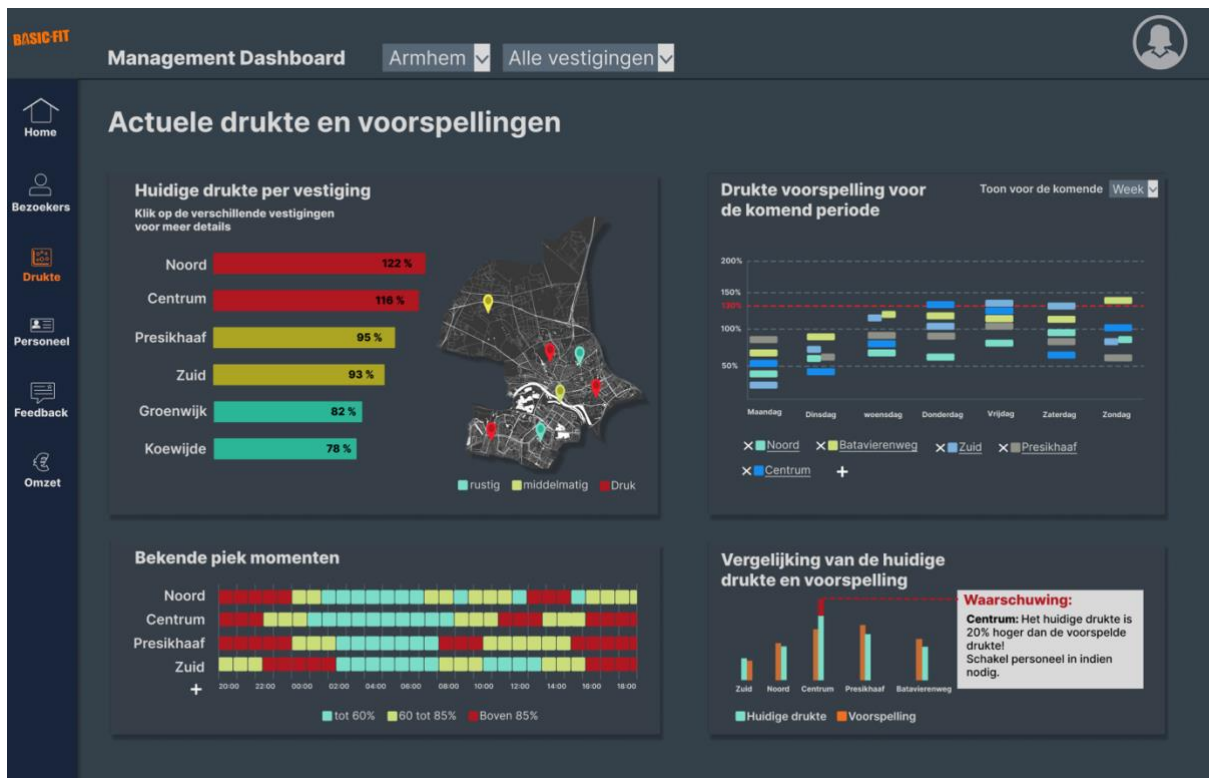 BASIC-FIT
Management Dashboard
Armhem
Alle vestigingen
Home
Bezoekers
Drukte
Personeel
Feedback
Omzet
Actuele drukte en voorspellingen
Huidige drukte per vestiging
Klik op de verschillende vestigingen
voor meer details
Noord 122 %
Centrum 116 %
Presikhaaf 95 %
Zuid 93 %
Groenwijk 82 %
Koewijde 78 %
rustig middelmatig Druk
Drukte voorspelling voor
de komend periode
Toon voor de komende Week
200%
150%
130%
100%
50%
Maandag Dinsdag woensdag Donderdag Vrijdag Zaterdag Zondag
Noord Batavierenweg Zuid Presikhaaf
Centrum +
Bekende piek momenten
Noord
Centrum
Presikhaaf
Zuid
+ 20:00 22:00 00:00 02:00 04:00 06:00 08:00 10:00 12:00 14:00 16:00 18:00
tot 60% 60 tot 85% Boven 85%
Vergelijking van de huidige
drukte en voorspelling
Waarschuwing:
Centrum: Het huidige drukte is
20% hoger dan de voorspelde
drukte!
Schakel personeel in indien
nodig.
Zuid Noord Centrum Presikhaaf Batavierenweg
Huidige drukte Voorspelling